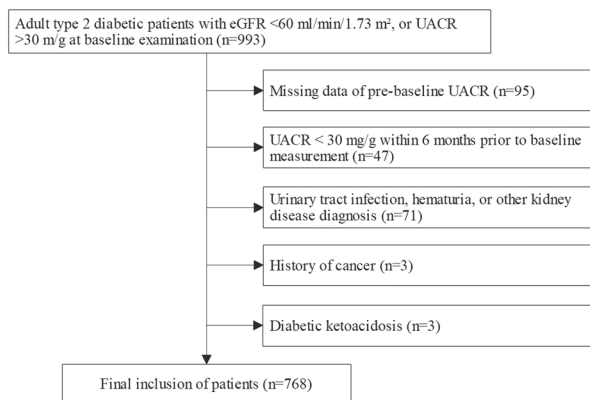 Adult type 2 diabetic patients with eGFR <60 ml/min/1.73 m², or UACR
>30 m/g at baseline examination (n=993)
Missing data of pre-baseline UACR (n=95)
UACR < 30 mg/g within 6 months prior to baseline
measurement (n=47)
Urinary tract infection, hematuria, or other kidney
disease diagnosis (n=71)
History of cancer (n=3)
Diabetic ketoacidosis (n=3)
Final inclusion of patients (n=768)